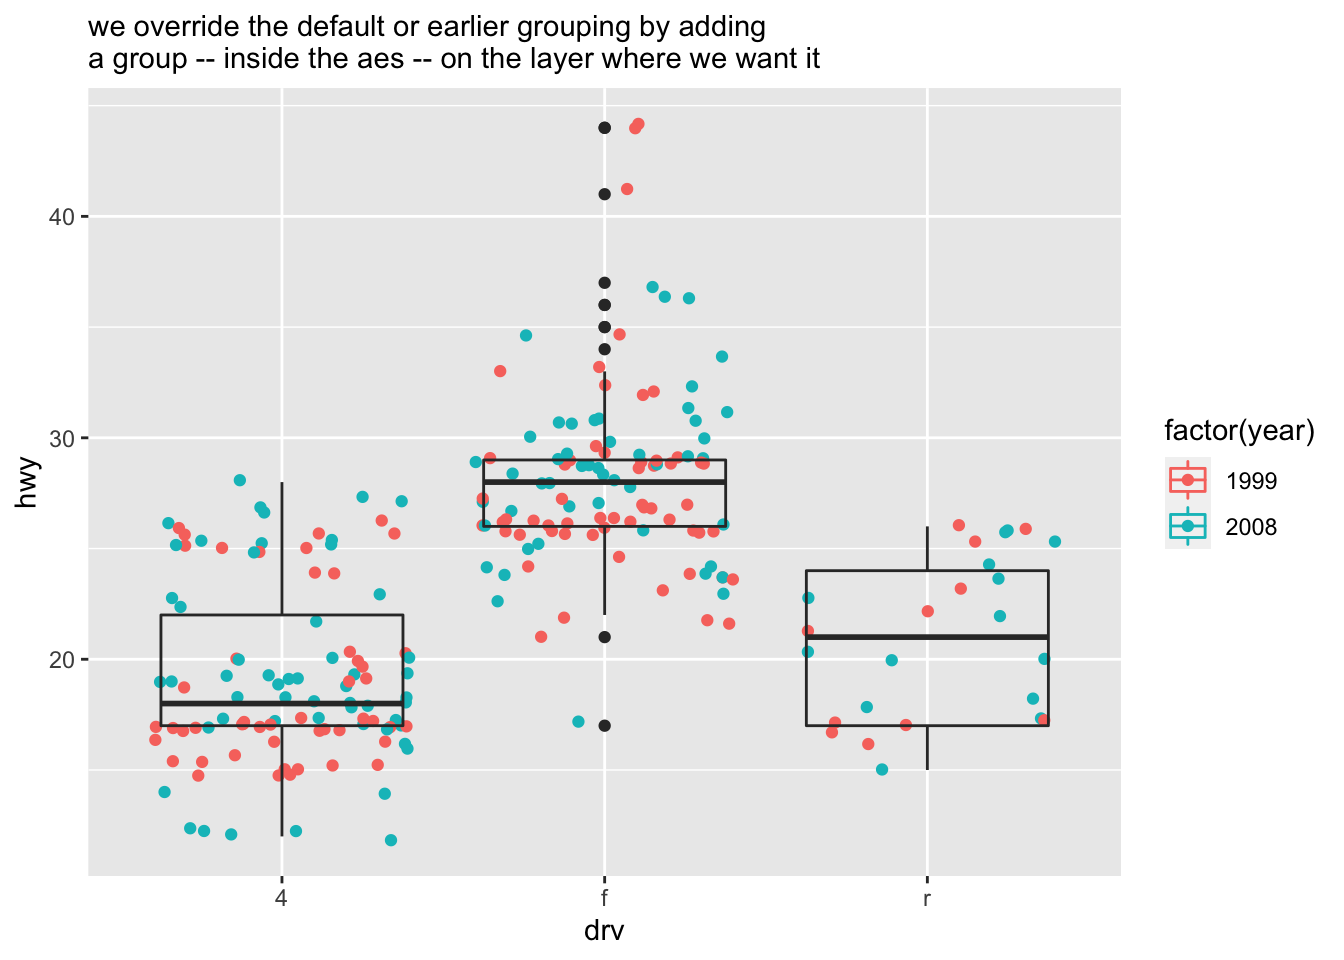 we override the default or earlier grouping by adding
a group -- inside the aes -- on the layer where we want it
40
30
20
hwy
4
f
r
drv
factor(year)
1999
2008